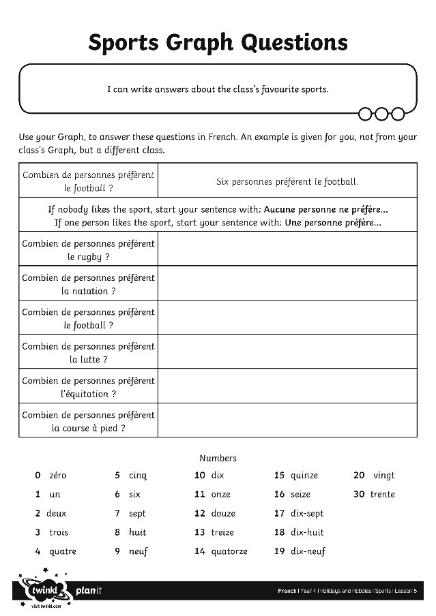 Sports Graph Questions
I can write answers about the class's favourite sports.
Use your Graph, to answer these questions in French. An example is given for you, not from your
class's Graph, but a different class.
Combien de personnes préfèrent
le football ?
Six personnes préfèrent le football.
If nobody likes the sport, start your sentence with: Aucune personne ne préfère...
If one person likes the sport, start your sentence with: Une personne préfère...
Combien de personnes préfèrent
le rugby ?
Combien de personnes préfèrent
la natation ?
Combien de personnes préfèrent
le football ?
Combien de personnes préfèrent
la lutte ?
Combien de personnes préfèrent
l'équitation ?
Combien de personnes préfèrent
la course à pied ?
Numbers
0 zéro 5 cinq 10 dix 15 quinze 20 vingt
1 un 6 six 11 onze 16 seize 30 trente
2 deux 7 sept 12 douze 17 dix-sept
3 trois 8 huit 13 treize 18 dix-huit
4 quatre 9 neuf 14 quatorze 19 dix-neuf
twinkl planit
visit twinkl.com
French | Year 4 | Holidays and Hobbies | Sports | Lesson 5